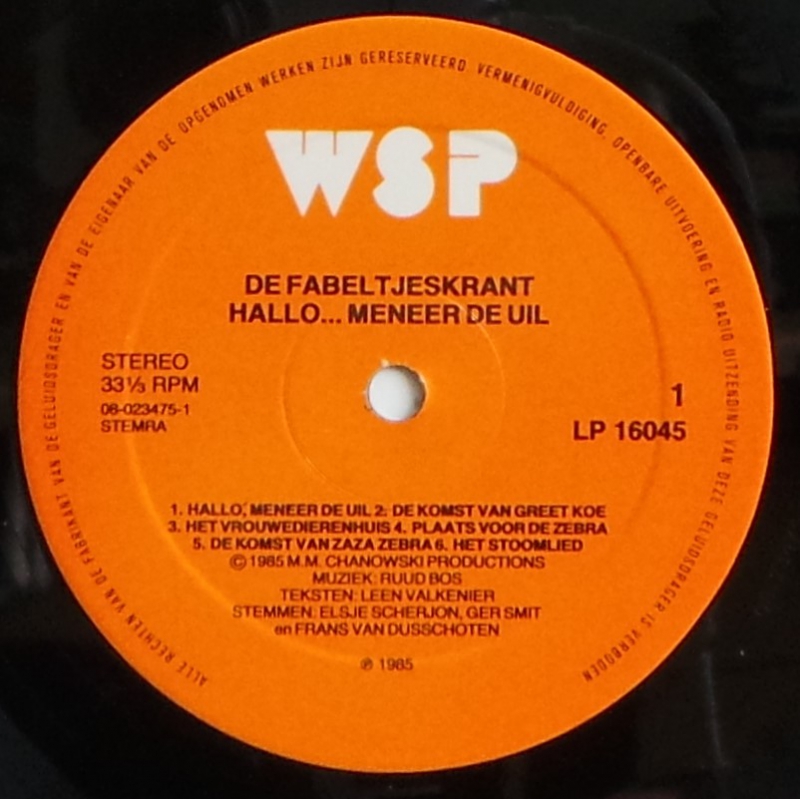 ALLE RECHTEN VAN DE FABRIKANT VAN DE GELUIDSDRAGER EN VAN DE EIGENAAR VAN DE OPGENOMEN WERKEN ZIJN GERESERVEERD. VERMENIGVULDIGING, OPENBARE UITVOERING EN RADIO UITZENDING VAN DEZE GELUIDSDRAGER IS VERBODEN
WSP
DE FABELTJESKRANT
HALLO... MENEER DE UIL
STEREO
33⅓ RPM
08-023475-1
STEMRA
1
LP 16045
1. HALLO, MENEER DE UIL 2. DE KOMST VAN GREET KOE
3. HET VROUWEDIERENHUIS 4. PLAATS VOOR DE ZEBRA
5. DE KOMST VAN ZAZA ZEBRA 6. HET STOOMLIED
© 1985 M.M. CHANOWSKI PRODUCTIONS
MUZIEK: RUUD BOS
TEKSTEN: LEEN VALKENIER
STEMMEN: ELSJE SCHERJON, GER SMIT
en FRANS VAN DUSSCHOTEN
℗ 1985